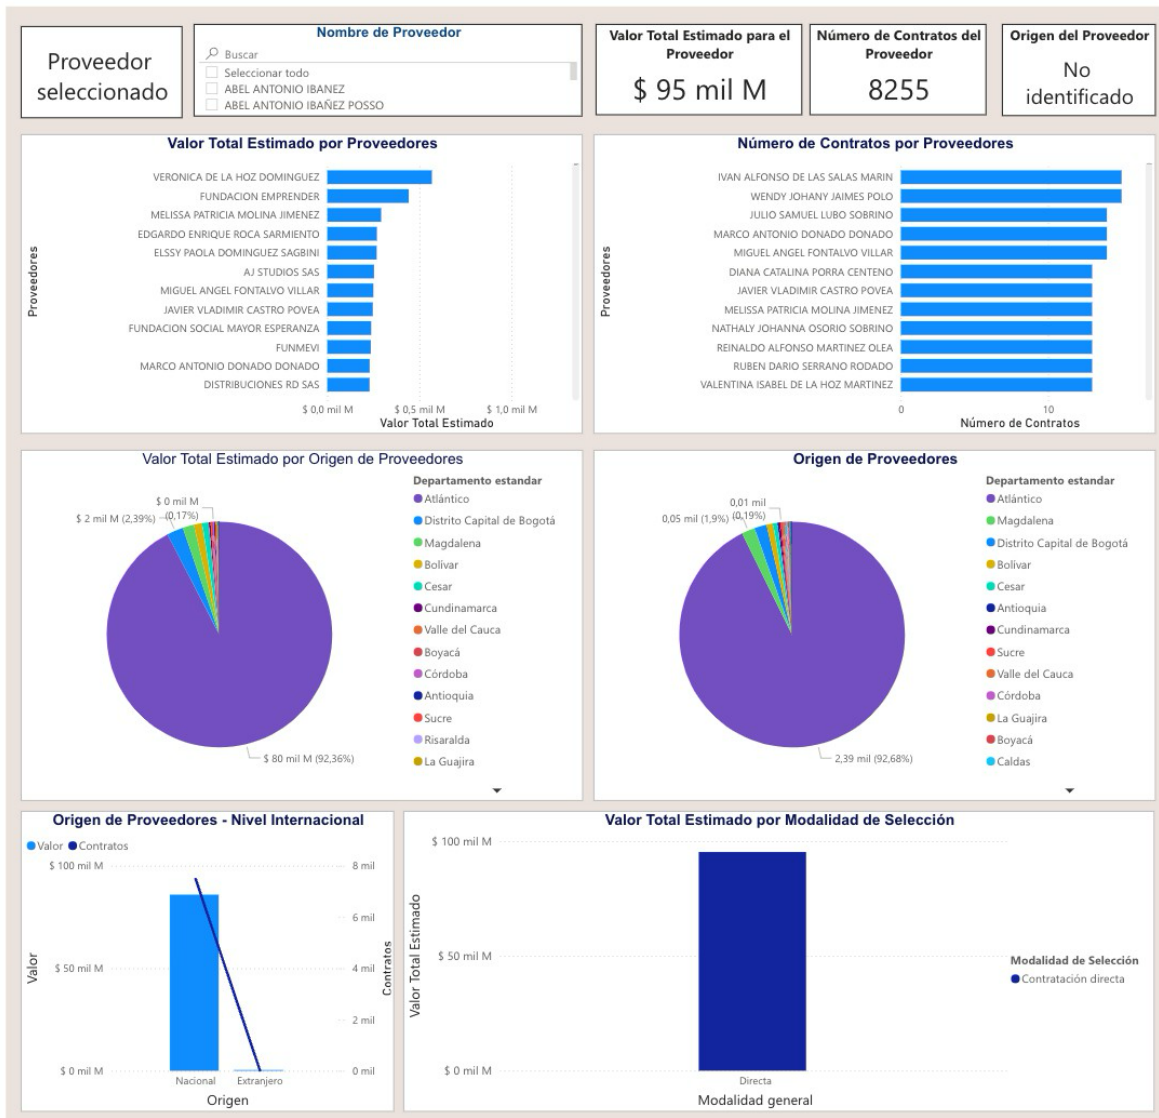 Proveedor
seleccionado
Nombre de Proveedor
Buscar
Seleccionar todo
ABEL ANTONIO IBANEZ
ABEL ANTONIO IBAÑEZ POSSO
Valor Total Estimado para el
Proveedor
$ 95 mil M
Número de Contratos del
Proveedor
8255
Origen del Proveedor
No
identificado
Valor Total Estimado por Proveedores
Proveedores
VERONICA DE LA HOZ DOMINGUEZ
FUNDACION EMPRENDER
MELISSA PATRICIA MOLINA JIMENEZ
EDGARDO ENRIQUE ROCA SARMIENTO
ELSSY PAOLA DOMINGUEZ SAGBINI
AJ STUDIOS SAS
MIGUEL ANGEL FONTALVO VILLAR
JAVIER VLADIMIR CASTRO POVEA
FUNDACION SOCIAL MAYOR ESPERANZA
FUNMEVI
MARCO ANTONIO DONADO DONADO
DISTRIBUCIONES RD SAS
$ 0,0 mil M $ 0,5 mil M $ 1,0 mil M
Valor Total Estimado
Número de Contratos por Proveedores
Proveedores
IVAN ALFONSO DE LAS SALAS MARIN
WENDY JOHANY JAIMES POLO
JULIO SAMUEL LUBO SOBRINO
MARCO ANTONIO DONADO DONADO
MIGUEL ANGEL FONTALVO VILLAR
DIANA CATALINA PORRA CENTENO
JAVIER VLADIMIR CASTRO POVEA
MELISSA PATRICIA MOLINA JIMENEZ
NATHALY JOHANNA OSORIO SOBRINO
REINALDO ALFONSO MARTINEZ OLEA
RUBEN DARIO SERRANO RODADO
VALENTINA ISABEL DE LA HOZ MARTINEZ
0 10
Número de Contratos
Valor Total Estimado por Origen de Proveedores
$ 0 mil M
(0,17%)
$ 2 mil M (2,39%)
$ 80 mil M (92,36%)
Departamento estandar
Atlántico
Distrito Capital de Bogotá
Magdalena
Bolívar
Cesar
Cundinamarca
Valle del Cauca
Boyacá
Córdoba
Antioquia
Sucre
Risaralda
La Guajira
Origen de Proveedores
0,01 mil
(0,19%)
0,05 mil (1,9%)
2,39 mil (92,68%)
Departamento estandar
Atlántico
Magdalena
Distrito Capital de Bogotá
Bolívar
Cesar
Antioquia
Cundinamarca
Sucre
Valle del Cauca
Córdoba
La Guajira
Boyacá
Caldas
Origen de Proveedores - Nivel Internacional
Valor Contratos
$ 100 mil M
$ 50 mil M
$ 0 mil M
Valor
8 mil
6 mil
4 mil
2 mil
0 mil
Contratos
Nacional Extranjero
Origen
Valor Total Estimado por Modalidad de Selección
Valor Total Estimado
$ 100 mil M
$ 50 mil M
$ 0 mil M
Directa
Modalidad general
Modalidad de Selección
Contratación directa